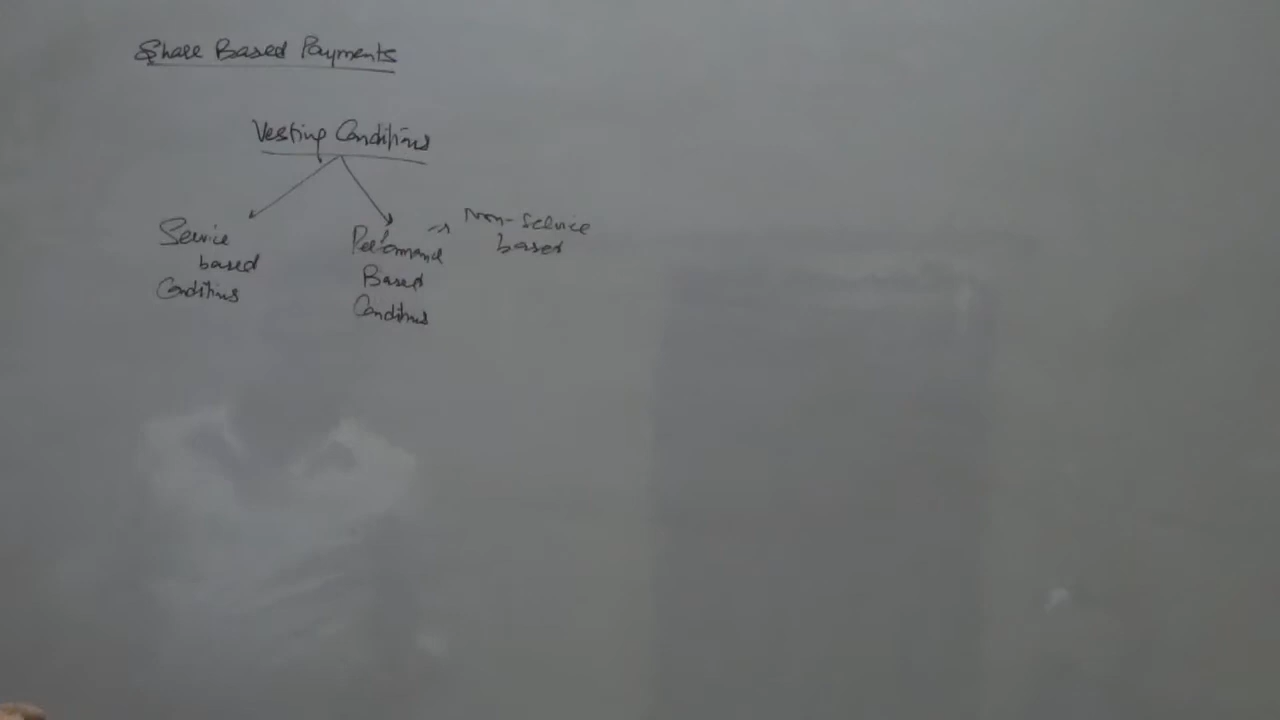 Share Based Payments
Vesting Conditions
Service
based
Conditions
Performance
Based
Conditions
→ Non-Service
based